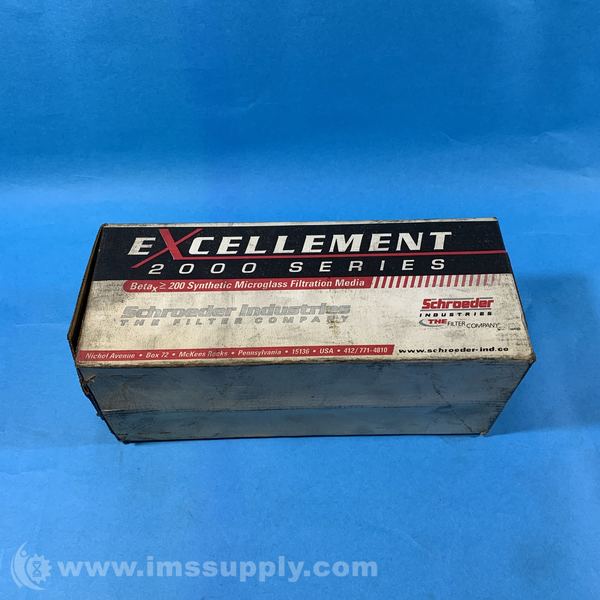 EXCELLEMENT
2000 SERIES
Betax ≥ 200 Synthetic Microglass Filtration Media
Schroeder Industries
THE FILTER COMPANY
Schroeder
INDUSTRIES
THE FILTER COMPANY
Nichol Avenue • Box 72 • McKees Rocks • Pennsylvania • 15136 • USA • 412/771-4810
www.schroeder-ind.co
www.imssupply.com